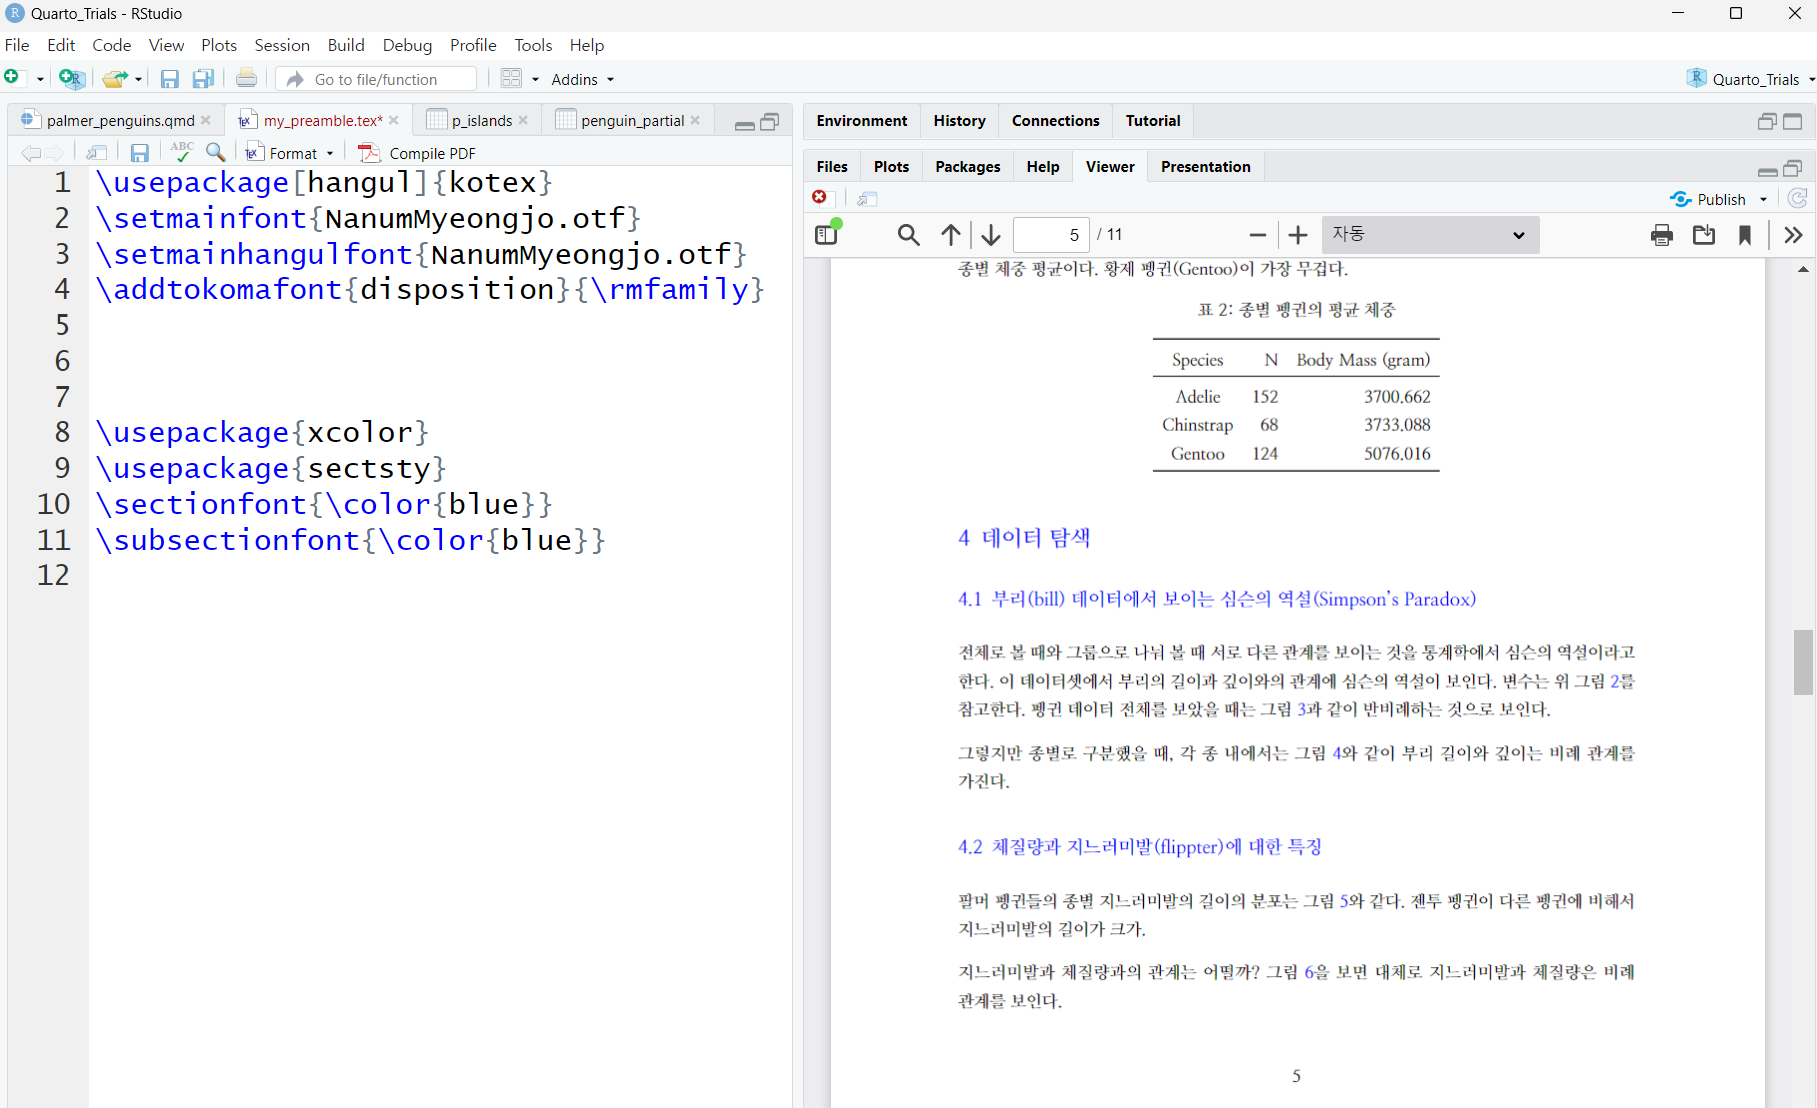 Quarto_Trials - RStudio
File Edit Code View Plots Session Build Debug Profile Tools Help
Go to file/function Addins Quarto_Trials
palmer_penguins.qmd my_preamble.tex* p_islands penguin_partial
ABC Format Compile PDF
1 \usepackage[hangul]{kotex}
2 \setmainfont{NanumMyeongjo.otf}
3 \setmainhangulfont{NanumMyeongjo.otf}
4 \addtokomafont{disposition}{\rmfamily}
5
6
7
8 \usepackage{xcolor}
9 \usepackage{sectsty}
10 \sectionfont{\color{blue}}
11 \subsectionfont{\color{blue}}
12
Environment History Connections Tutorial
Files Plots Packages Help Viewer Presentation
Publish
5 / 11 자동
종별 체중 평균이다. 황제 펭귄(Gentoo)이 가장 무겁다.
표 2: 종별 펭귄의 평균 체중
Species N Body Mass (gram)
Adelie 152 3700.662
Chinstrap 68 3733.088
Gentoo 124 5076.016
4 데이터 탐색
4.1 부리(bill) 데이터에서 보이는 심슨의 역설(Simpson's Paradox)
전체로 볼 때와 그룹으로 나눠 볼 때 서로 다른 관계를 보이는 것을 통계학에서 심슨의 역설이라고
한다. 이 데이터셋에서 부리의 길이과 깊이와의 관계에 심슨의 역설이 보인다. 변수는 위 그림 2를
참고한다. 펭귄 데이터 전체를 보았을 때는 그림 3과 같이 반비례하는 것으로 보인다.
그렇지만 종별로 구분했을 때, 각 종 내에서는 그림 4와 같이 부리 길이와 깊이는 비례 관계를
가진다.
4.2 체질량과 지느러미발(flippter)에 대한 특징
팔머 펭귄들의 종별 지느러미발의 길이의 분포는 그림 5와 같다. 젠투 펭귄이 다른 펭귄에 비해서
지느러미발의 길이가 크가.
지느러미발과 체질량과의 관계는 어떨까? 그림 6을 보면 대체로 지느러미발과 체질량은 비례
관계를 보인다.
5